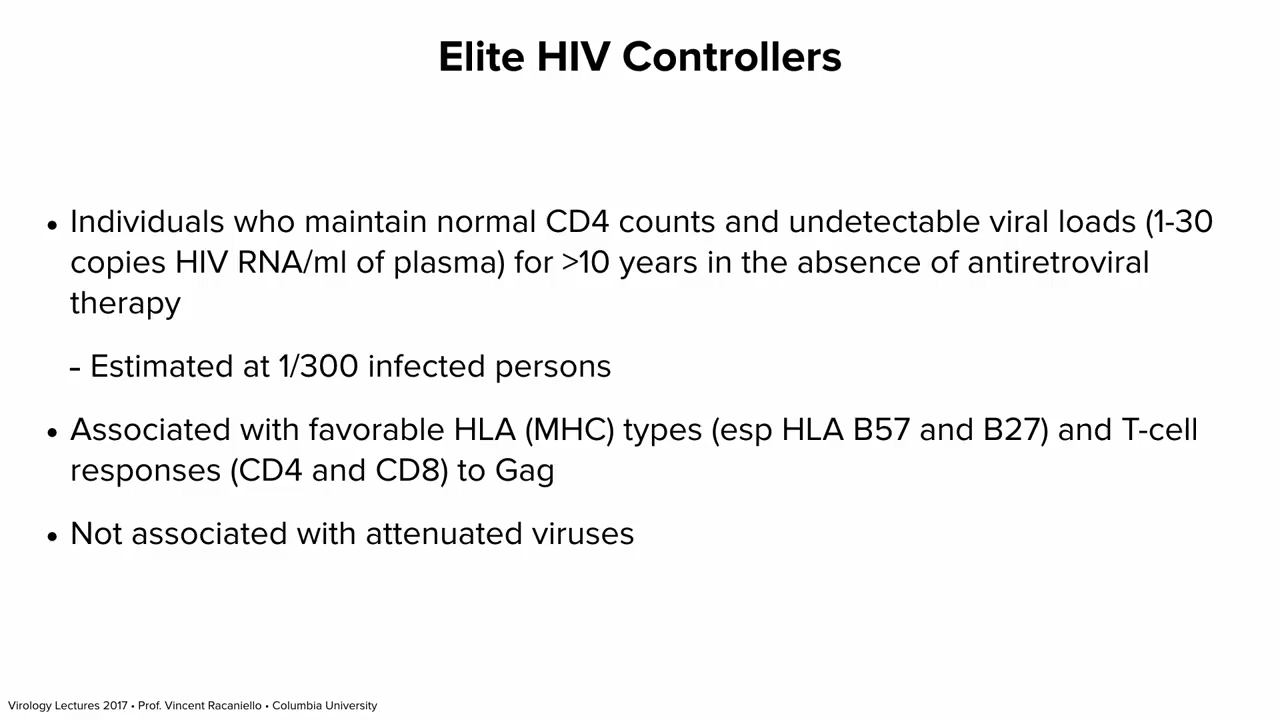 Elite HIV Controllers
• Individuals who maintain normal CD4 counts and undetectable viral loads (1-30
copies HIV RNA/ml of plasma) for >10 years in the absence of antiretroviral
therapy
- Estimated at 1/300 infected persons
• Associated with favorable HLA (MHC) types (esp HLA B57 and B27) and T-cell
responses (CD4 and CD8) to Gag
• Not associated with attenuated viruses
Virology Lectures 2017 • Prof. Vincent Racaniello • Columbia University